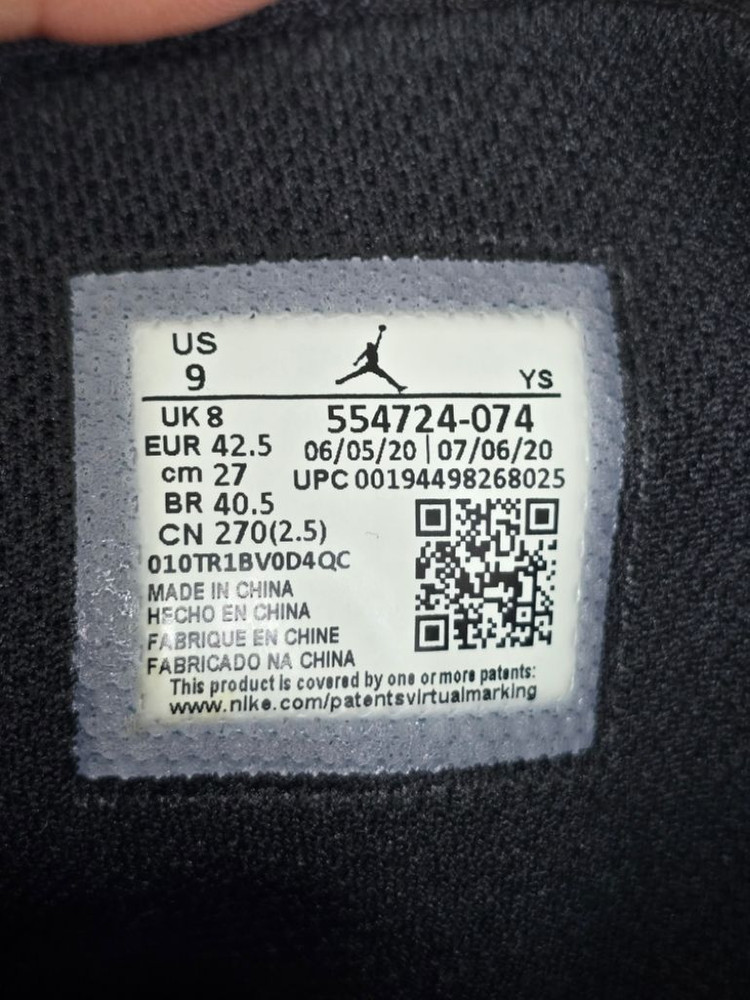 US
9
YS
UK 8
554724-074
EUR 42.5
06/05/20 | 07/06/20
cm 27
UPC 00194498268025
BR 40.5
CN 270(2.5)
010TR1BV0D4QC
MADE IN CHINA
HECHO EN CHINA
FABRIQUE EN CHINE
FABRICADO NA CHINA
This product is covered by one or more patents:
www.nike.com/patentsvirtualmarking